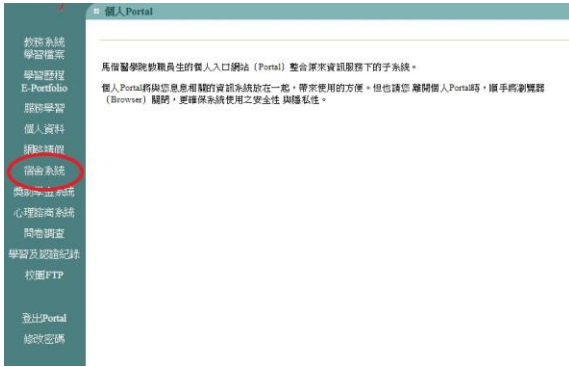 個人Portal
教務系統
學習檔案
學習歷程
E-Portfolio
服務學習
個人資料
網路請假
宿舍系統
獎助學金系統
心理諮商系統
問卷調查
學習及認證紀錄
校園FTP
登出Portal
修改密碼
馬偕醫學院教職員生的個人入口網站（Portal）整合原來資訊服務下的子系統。
個人Portal將與您息息相關的資訊系統放在一起，帶來使用的方便。但也請您 離開個人Portal時，順手將瀏覽器
（Browser）關閉，更確保系統使用之安全性 與隱私性。